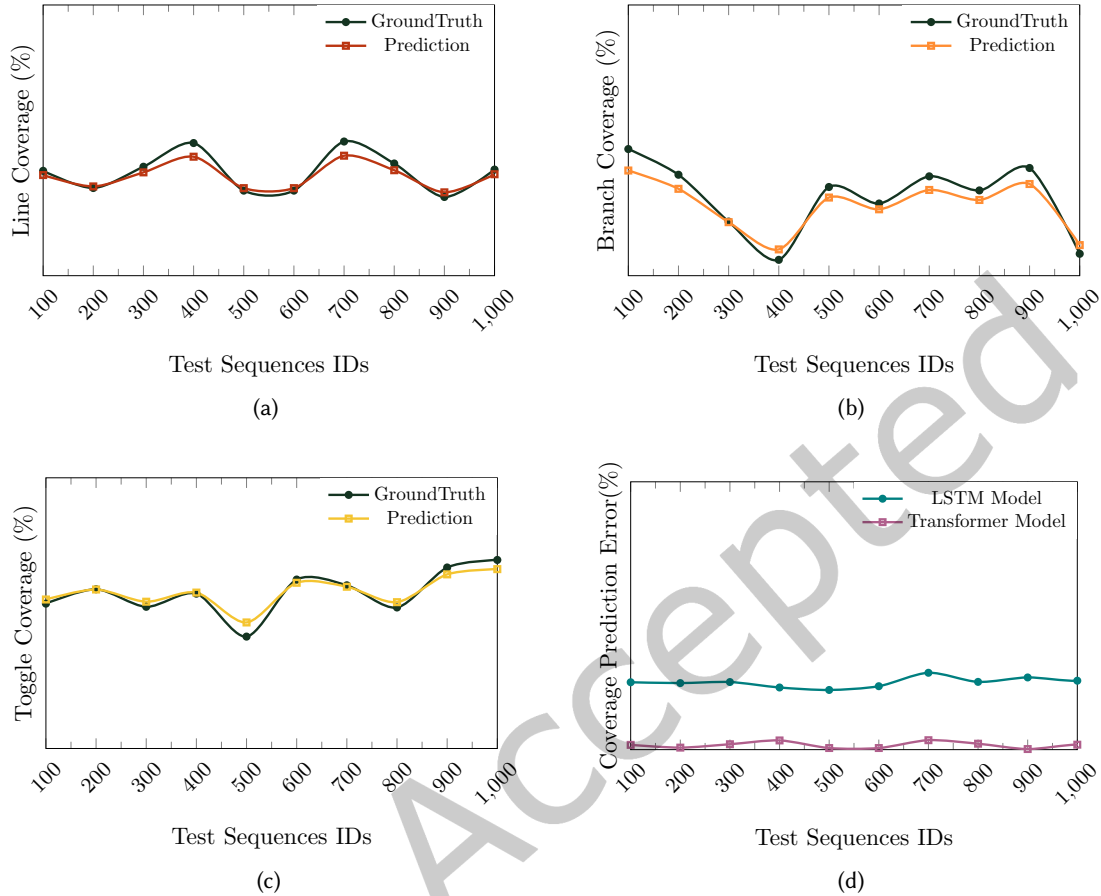 GroundTruth
Prediction
Line Coverage (%)
100 200 300 400 500 600 700 800 900 1,000
Test Sequences IDs
(a)
GroundTruth
Prediction
Branch Coverage (%)
100 200 300 400 500 600 700 800 900 1,000
Test Sequences IDs
(b)
GroundTruth
Prediction
Toggle Coverage (%)
100 200 300 400 500 600 700 800 900 1,000
Test Sequences IDs
(c)
LSTM Model
Transformer Model
Coverage Prediction Error(%)
100 200 300 400 500 600 700 800 900 1,000
Test Sequences IDs
(d)
Accepted